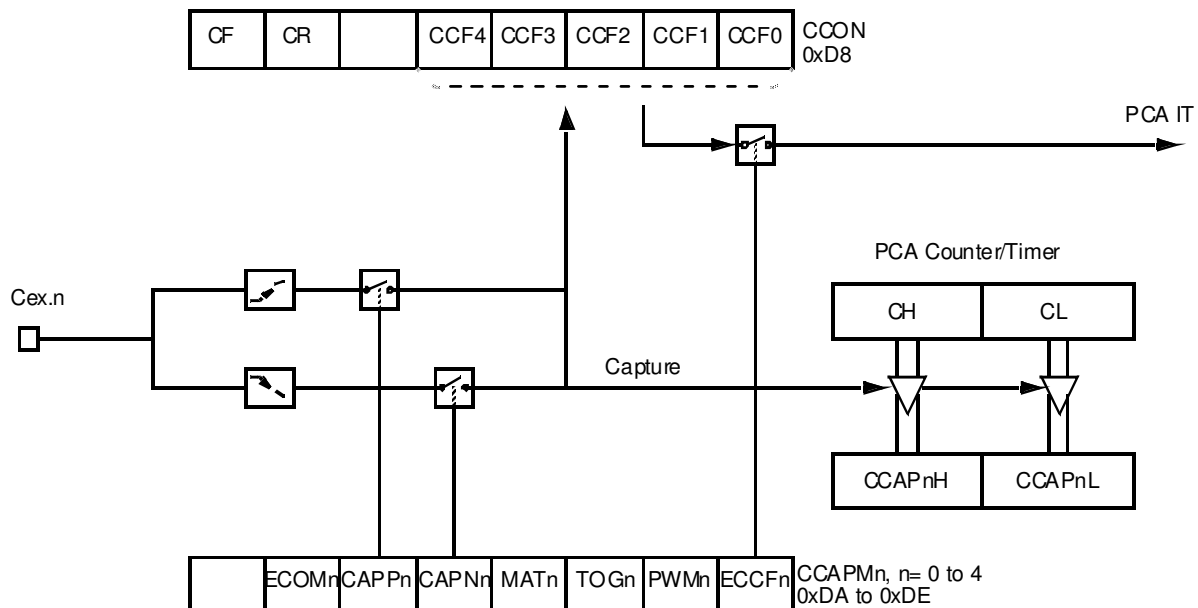 CF CR CCF4 CCF3 CCF2 CCF1 CCF0 CCON
0xD8
PCA IT
PCA Counter/Timer
Cex.n
CH CL
Capture
CCAPnH CCAPnL
ECOMn CAPPn CAPNn MATn TOGn PWMn ECCFn CCAPMn, n= 0 to 4
0xDA to 0xDE